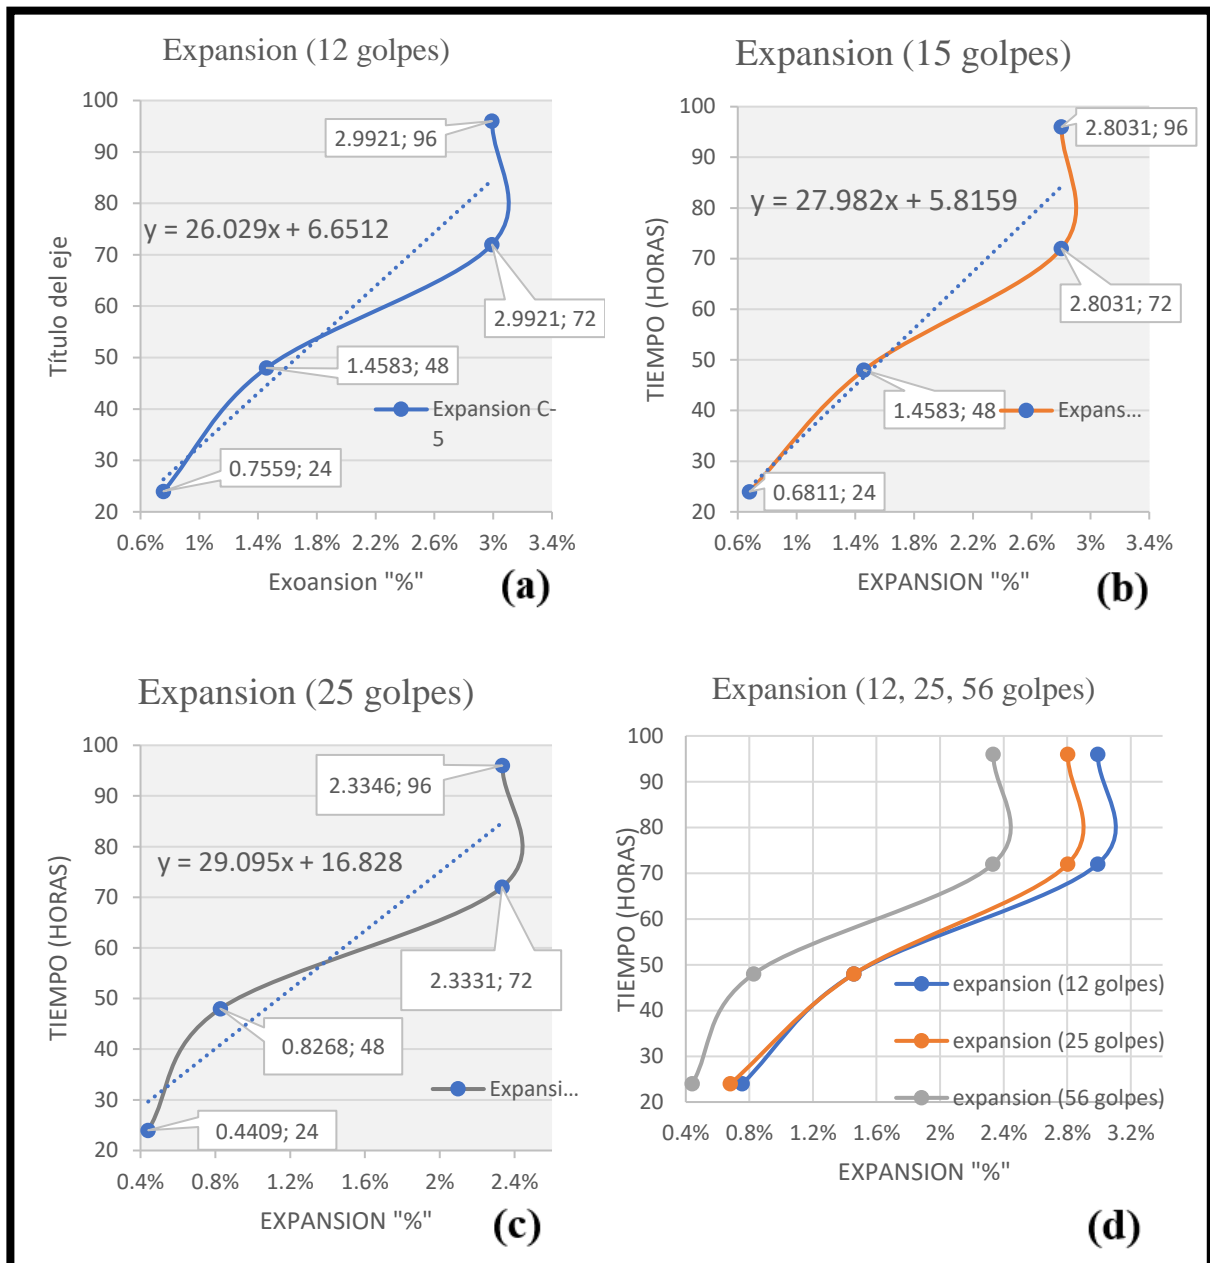 Expansion (12 golpes)
100
90
80
70
60
50
40
30
20
Título del eje
2.9921; 96
y = 26.029x + 6.6512
2.9921; 72
1.4583; 48
Expansion C-
5
0.7559; 24
0.6% 1% 1.4% 1.8% 2.2% 2.6% 3% 3.4%
Exoansion "%"
(a)
Expansion (15 golpes)
100
90
80
70
60
50
40
30
20
TIEMPO (HORAS)
2.8031; 96
y = 27.982x + 5.8159
2.8031; 72
1.4583; 48
Expans...
0.6811; 24
0.6% 1% 1.4% 1.8% 2.2% 2.6% 3% 3.4%
EXPANSION "%"
(b)
Expansion (25 golpes)
100
90
80
70
60
50
40
30
20
TIEMPO (HORAS)
2.3346; 96
y = 29.095x + 16.828
2.3331; 72
0.8268; 48
Expansi...
0.4409; 24
0.4% 0.8% 1.2% 1.6% 2% 2.4%
EXPANSION "%"
(c)
Expansion (12, 25, 56 golpes)
100
90
80
70
60
50
40
30
20
TIEMPO (HORAS)
expansion (12 golpes)
expansion (25 golpes)
expansion (56 golpes)
0.4% 0.8% 1.2% 1.6% 2% 2.4% 2.8% 3.2%
EXPANSION "%"
(d)